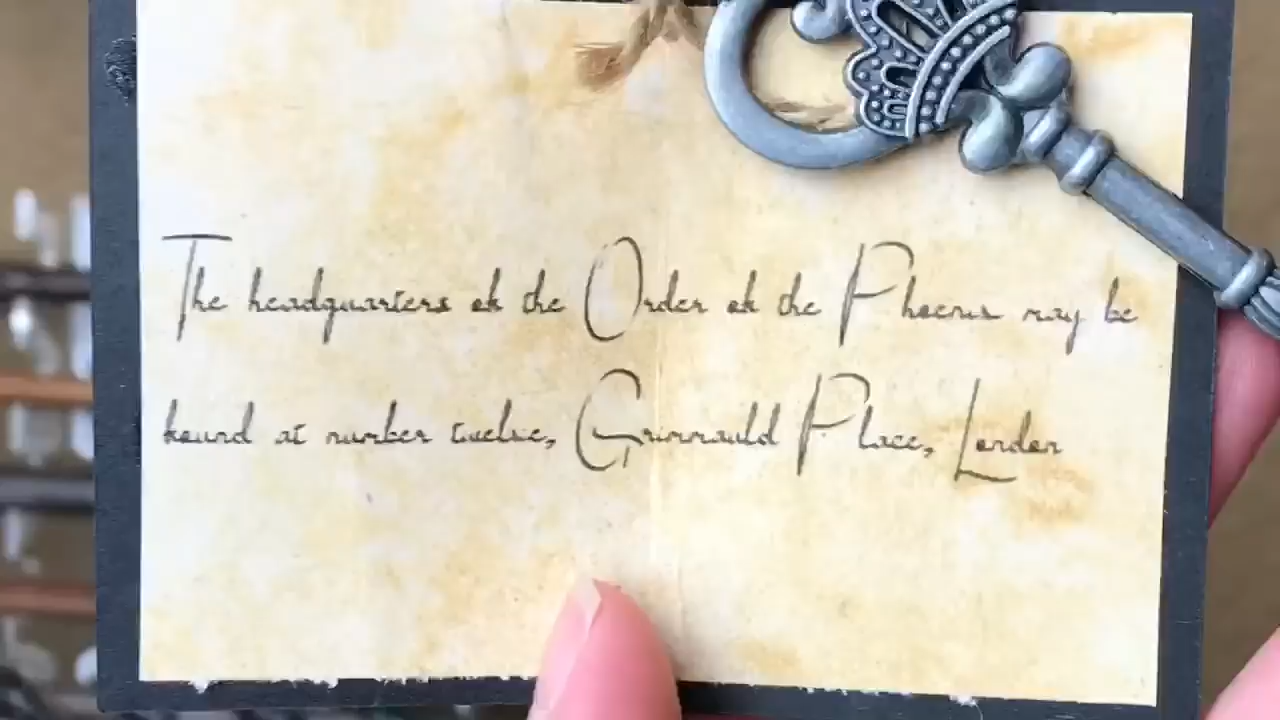 The headquarters of the Order of the Phoenix may be
found at number twelve, Grimmauld Place, London